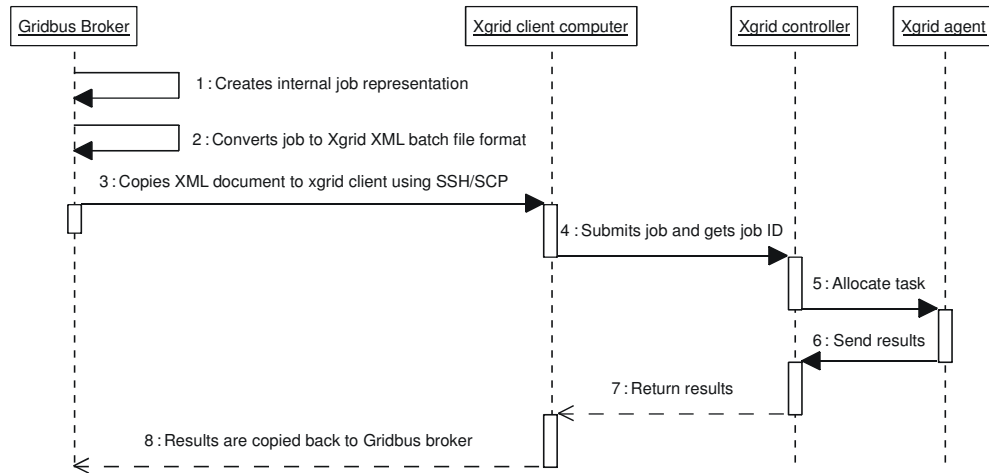 Gridbus Broker
Xgrid client computer
Xgrid controller
Xgrid agent
1 : Creates internal job representation
2 : Converts job to Xgrid XML batch file format
3 : Copies XML document to xgrid client using SSH/SCP
4 : Submits job and gets job ID
5 : Allocate task
6 : Send results
7 : Return results
8 : Results are copied back to Gridbus broker